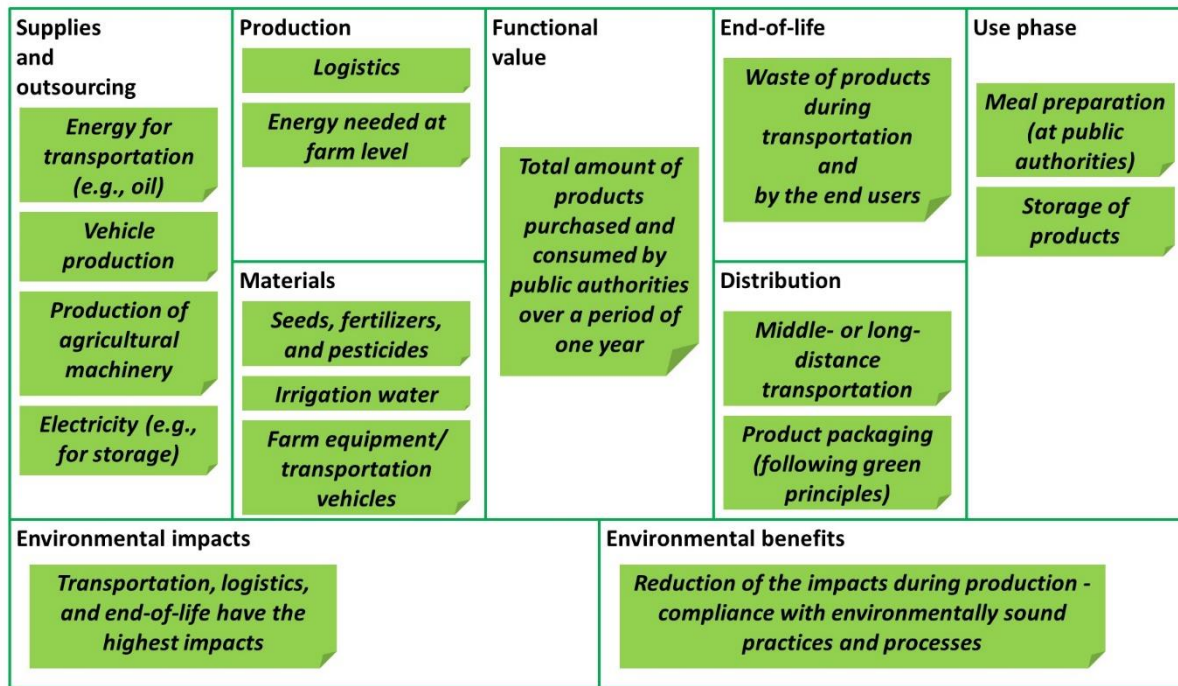 Supplies
and
outsourcing
Energy for
transportation
(e.g., oil)
Vehicle
production
Production of
agricultural
machinery
Electricity (e.g.,
for storage)
Production
Logistics
Energy needed at
farm level
Materials
Seeds, fertilizers,
and pesticides
Irrigation water
Farm equipment/
transportation
vehicles
Functional
value
Total amount of
products
purchased and
consumed by
public authorities
over a period of
one year
End-of-life
Waste of products
during
transportation
and
by the end users
Distribution
Middle- or long-
distance
transportation
Product packaging
(following green
principles)
Use phase
Meal preparation
(at public
authorities)
Storage of
products
Environmental impacts
Transportation, logistics,
and end-of-life have the
highest impacts
Environmental benefits
Reduction of the impacts during production -
compliance with environmentally sound
practices and processes